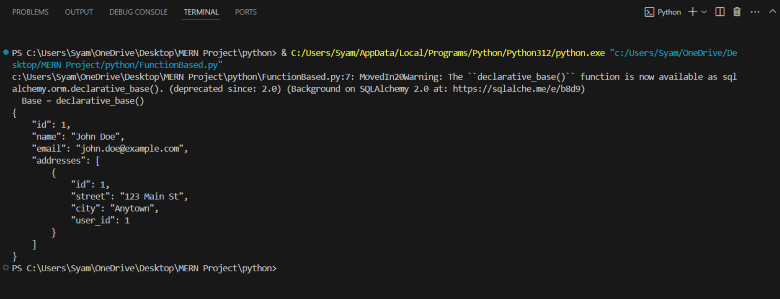 PROBLEMS OUTPUT DEBUG CONSOLE TERMINAL PORTS Python
PS C:\Users\Syam\OneDrive\Desktop\MERN Project\python> & C:/Users/Syam/AppData/Local/Programs/Python/Python312/python.exe "c:/Users/Syam/OneDrive/De
sktop/MERN Project/python/FunctionBased.py"
c:\Users\Syam\OneDrive\Desktop\MERN Project\python\FunctionBased.py:7: MovedIn20Warning: The ``declarative_base()`` function is now available as sql
alchemy.orm.declarative_base(). (deprecated since: 2.0) (Background on SQLAlchemy 2.0 at: https://sqlalche.me/e/b8d9)
  Base = declarative_base()
{
    "id": 1,
    "name": "John Doe",
    "email": "john.doe@example.com",
    "addresses": [
        {
            "id": 1,
            "street": "123 Main St",
            "city": "Anytown",
            "user_id": 1
        }
    ]
}
PS C:\Users\Syam\OneDrive\Desktop\MERN Project\python>